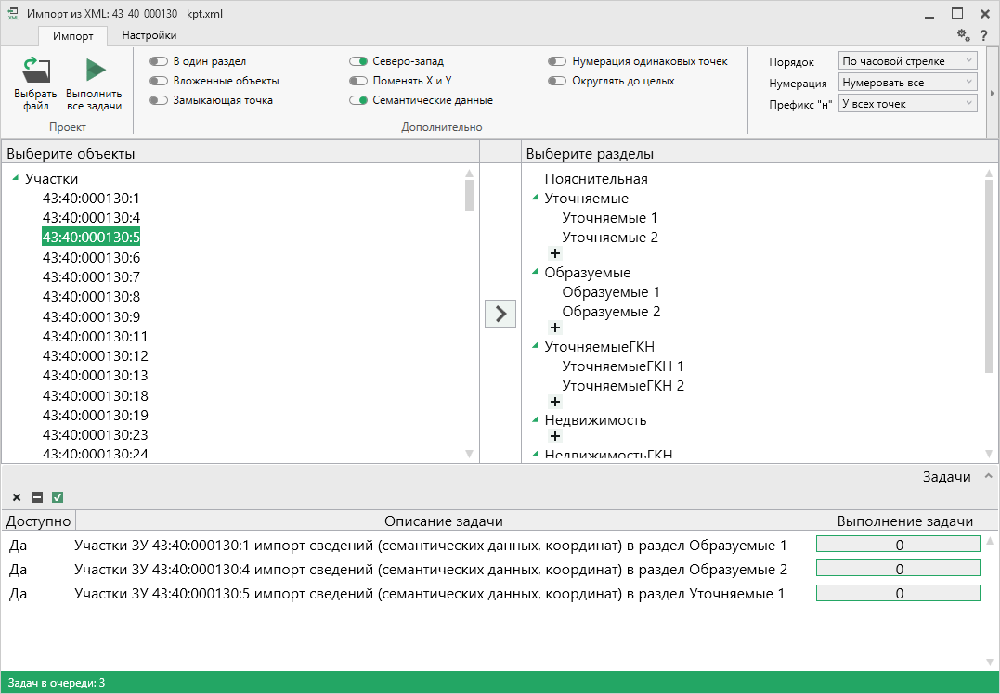 Импорт из XML: 43_40_000130__kpt.xml
Импорт Настройки
Выбрать файл
Выполнить все задачи
Проект
В один раздел
Вложенные объекты
Замыкающая точка
Северо-запад
Поменять X и Y
Семантические данные
Нумерация одинаковых точек
Округлять до целых
Дополнительно
Порядок По часовой стрелке
Нумерация Нумеровать все
Префикс "н" У всех точек
Выберите объекты
Участки
43:40:000130:1
43:40:000130:4
43:40:000130:5
43:40:000130:6
43:40:000130:7
43:40:000130:8
43:40:000130:9
43:40:000130:11
43:40:000130:12
43:40:000130:13
43:40:000130:18
43:40:000130:19
43:40:000130:23
43:40:000130:24
Выберите разделы
Пояснительная
Уточняемые
Уточняемые 1
Уточняемые 2
+
Образуемые
Образуемые 1
Образуемые 2
+
УточняемыеГКН
УточняемыеГКН 1
УточняемыеГКН 2
+
Недвижимость
+
НедвижимостьГКН
Задачи
Доступно Описание задачи Выполнение задачи
Да Участки ЗУ 43:40:000130:1 импорт сведений (семантических данных, координат) в раздел Образуемые 1 0
Да Участки ЗУ 43:40:000130:4 импорт сведений (семантических данных, координат) в раздел Образуемые 2 0
Да Участки ЗУ 43:40:000130:5 импорт сведений (семантических данных, координат) в раздел Уточняемые 1 0
Задач в очереди: 3